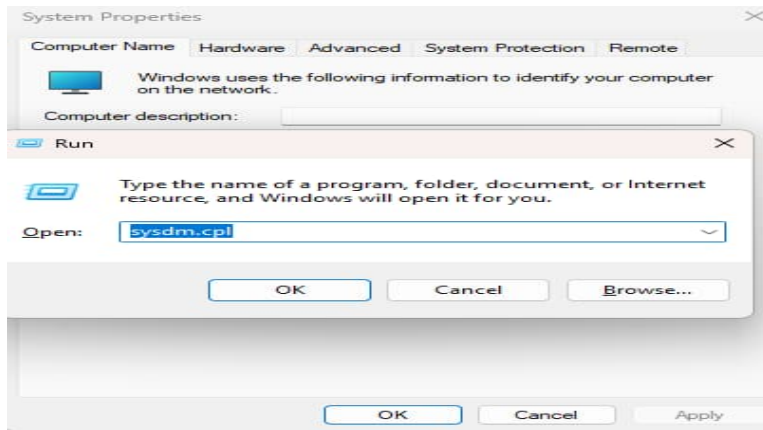 System Properties
Computer Name Hardware Advanced System Protection Remote
Windows uses the following information to identify your computer
on the network.
Computer description:
Run
Type the name of a program, folder, document, or Internet
resource, and Windows will open it for you.
Open: sysdm.cpl
OK Cancel Browse...
OK Cancel Apply